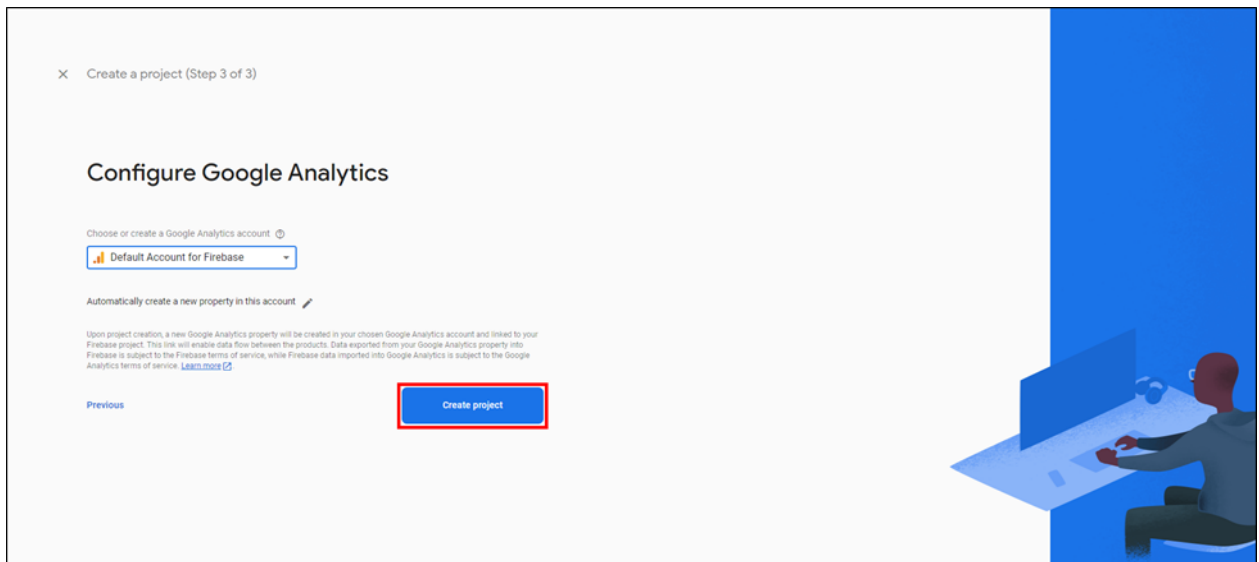 Create a project (Step 3 of 3)
Configure Google Analytics
Choose or create a Google Analytics account
Default Account for Firebase
Automatically create a new property in this account
Upon project creation, a new Google Analytics property will be created in your chosen Google Analytics account and linked to your
Firebase project. This link will enable data flow between the products. Data exported from your Google Analytics property into
Firebase is subject to the Firebase terms of service, while Firebase data imported into Google Analytics is subject to the Google
Analytics terms of service. Learn more
Previous
Create project